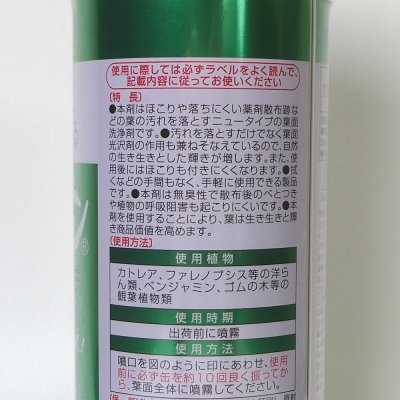 使用に際しては必ずラベルをよく読んで、
記載内容に従ってお使いください
[特 長]
●本剤はほこりや落ちにくい薬剤散布跡な
どの葉の汚れを落とすニュータイプの葉面
洗浄剤です。●汚れを落とすだけでなく葉面
光沢剤の作用も兼ねそなえているので、自然
の生き生きとした輝きが増します。また、使
用後にはほこりも付きにくくなります。●拭
くなどの手間もなく、手軽に使用できる製品
です。●本剤は無臭性で散布後のべとつき
や植物の呼吸阻害も起こりにくいです。●本
剤を使用することにより、葉は生き生きと輝
き商品価値を高めます。
[使用方法]
使用植物
カトレア、ファレノプシス等の洋ら
ん類、ベンジャミン、ゴムの木等の
観葉植物類
使用時期
出荷前に噴霧
使用方法
噴口を図のように印にあわせ、使用
前に必ず缶を約10回良く振ってか
ら、葉面全体に噴霧してください。